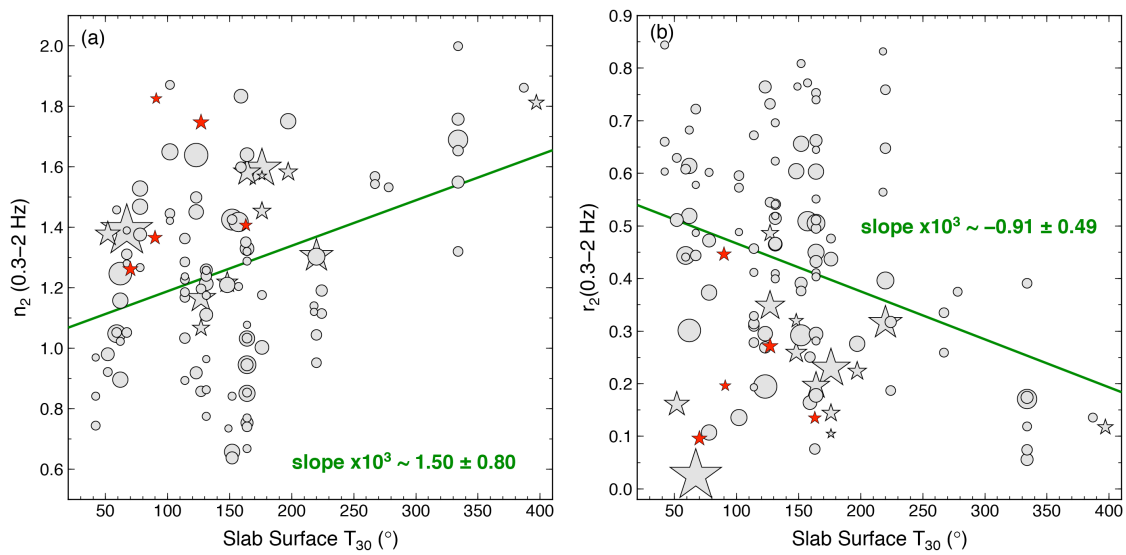 (a)
2.0
1.8
1.6
1.4
1.2
1.0
0.8
0.6
n₂ (0.3−2 Hz)
slope x10³ ~ 1.50 ± 0.80
50 100 150 200 250 300 350 400
Slab Surface T₃₀ (°)
(b)
0.9
0.8
0.7
0.6
0.5
0.4
0.3
0.2
0.1
0.0
r₂(0.3−2 Hz)
slope x10³ ~ −0.91 ± 0.49
50 100 150 200 250 300 350 400
Slab Surface T₃₀ (°)